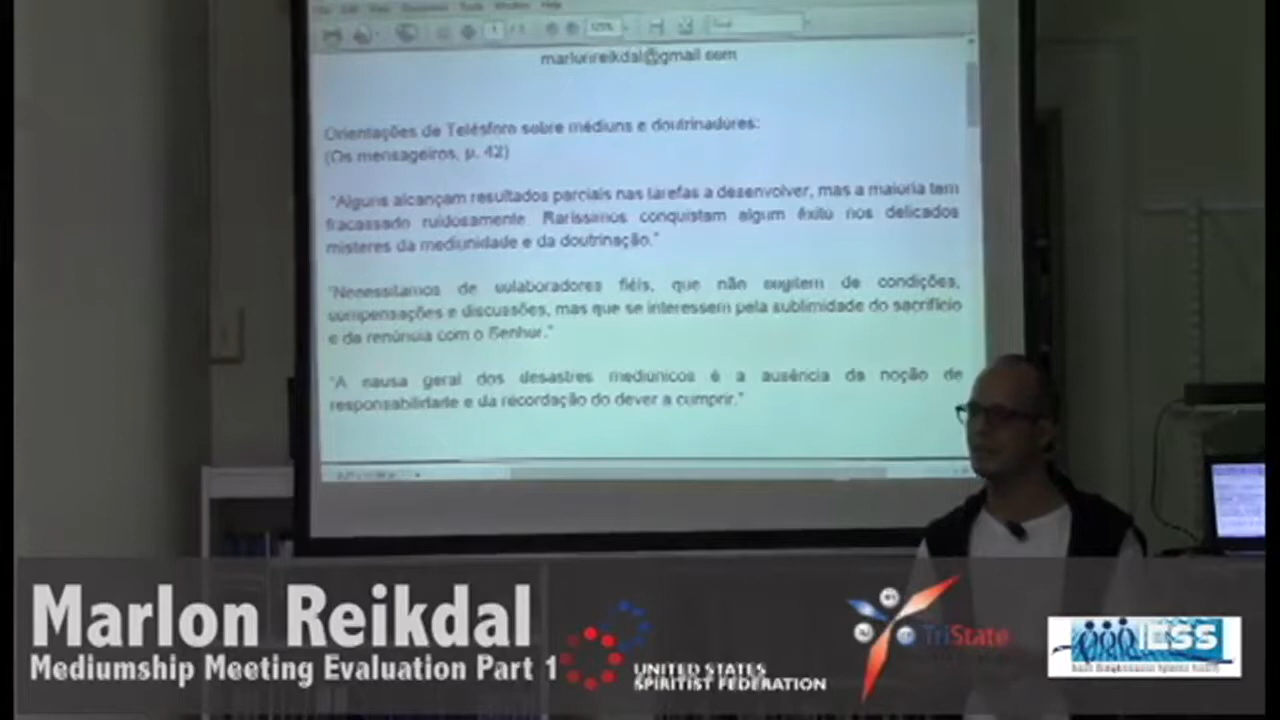 marlonreikdal@gmail.com
Orientações de Telésforo sobre médiuns e doutrinadores:
(Os mensageiros, p. 42)
"Alguns alcançam resultados parciais nas tarefas a desenvolver, mas a maioria tem
fracassado ruidosamente. Raríssimos conquistam algum êxito nos delicados
misteres da mediunidade e da doutrinação."
"Necessitamos de colaboradores fiéis, que não cogitem de condições,
compensações e discussões, mas que se interessem pela sublimidade do sacrifício
e da renúncia com o Senhor."
"A causa geral dos desastres mediúnicos é a ausência da noção de
responsabilidade e da recordação do dever a cumprir."
Marlon Reikdal
Mediumship Meeting Evaluation Part 1
UNITED STATES
SPIRITIST FEDERATION
TriState